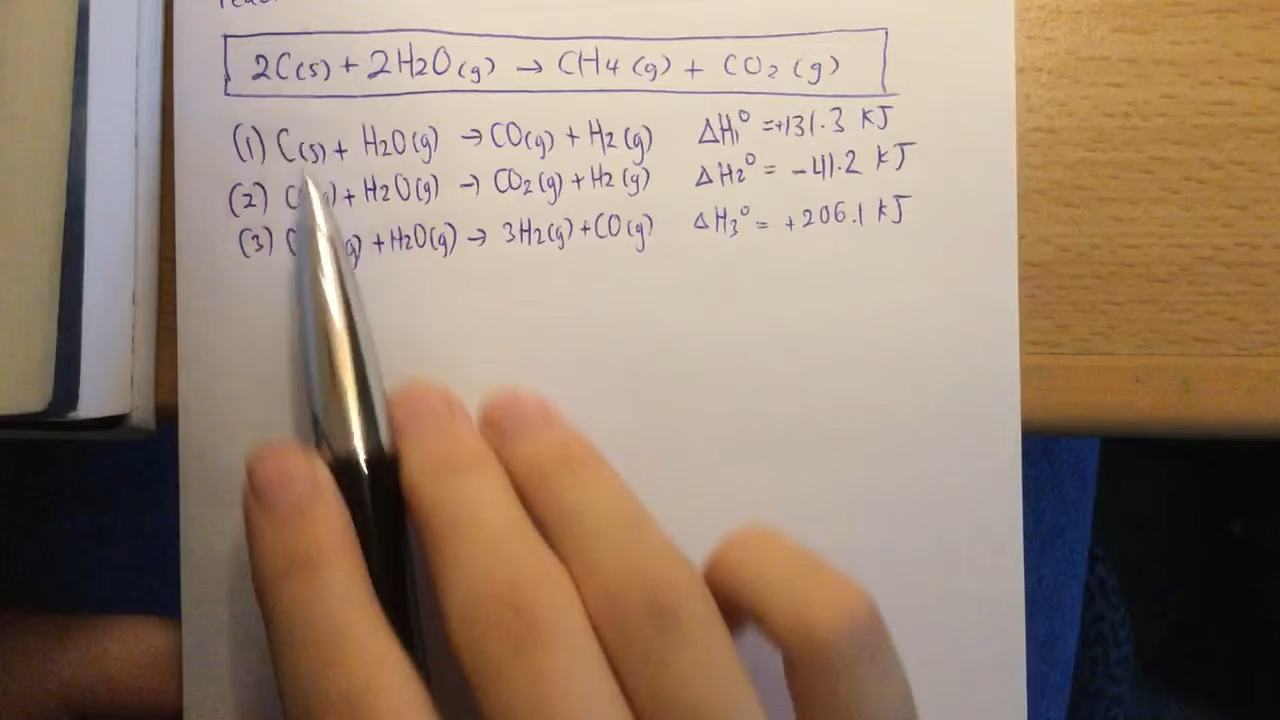 2C(s) + 2H2O(g) → CH4(g) + CO2(g)
(1) C(s) + H2O(g) → CO(g) + H2(g) ΔH1° = +131.3 kJ
(2) C + H2O(g) → CO2(g) + H2(g) ΔH2° = -41.2 kJ
(3) g) + H2O(g) → 3H2(g) + CO(g) ΔH3° = +206.1 kJ